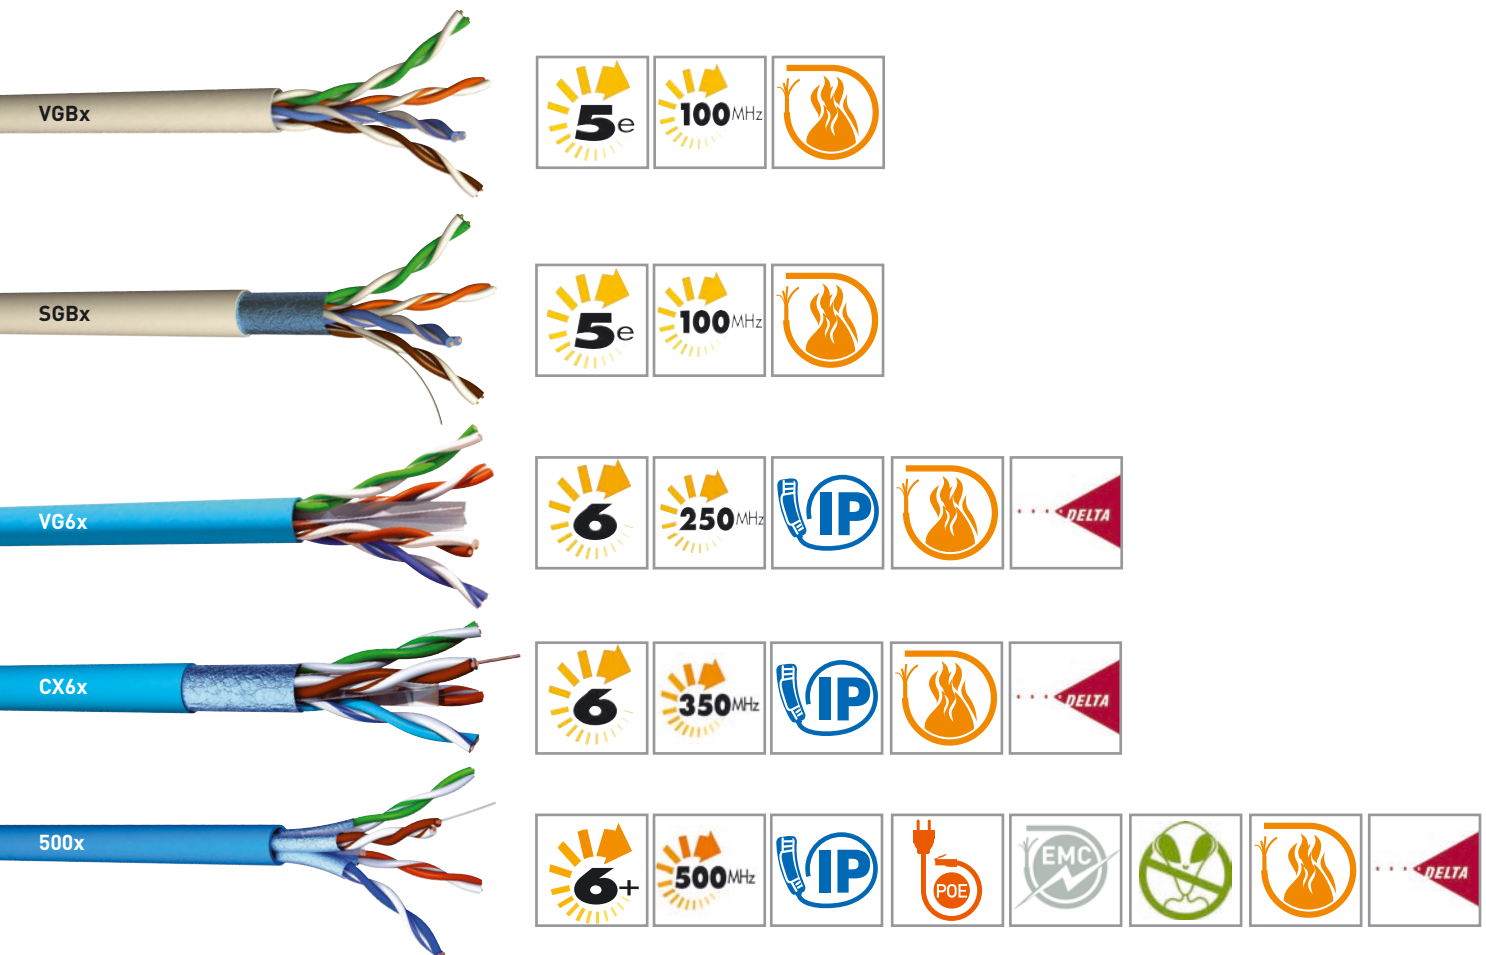 VGBx
5e
100MHz
SGBx
5e
100MHz
VG6x
6
250MHz
IP
DELTA
CX6x
6
350MHz
IP
DELTA
500x
6+
500MHz
IP
POE
EMC
DELTA